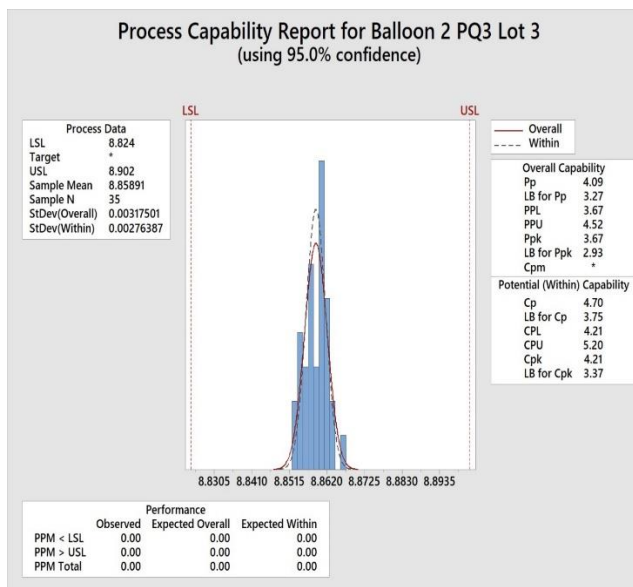 Process Capability Report for Balloon 2 PQ3 Lot 3
(using 95.0% confidence)
LSL USL
Process Data
LSL 8.824
Target *
USL 8.902
Sample Mean 8.85891
Sample N 35
StDev(Overall) 0.00317501
StDev(Within) 0.00276387
Overall
Within
Overall Capability
Pp 4.09
LB for Pp 3.27
PPL 3.67
PPU 4.52
Ppk 3.67
LB for Ppk 2.93
Cpm *
Potential (Within) Capability
Cp 4.70
LB for Cp 3.75
CPL 4.21
CPU 5.20
Cpk 4.21
LB for Cpk 3.37
8.8305 8.8410 8.8515 8.8620 8.8725 8.8830 8.8935
Performance
Observed Expected Overall Expected Within
PPM < LSL 0.00 0.00 0.00
PPM > USL 0.00 0.00 0.00
PPM Total 0.00 0.00 0.00